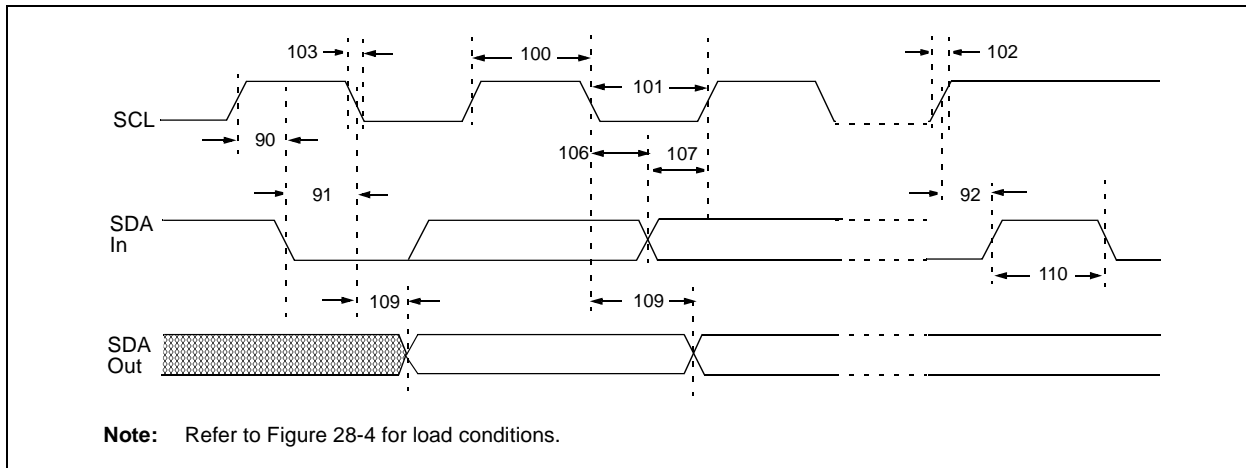 103
100
102
101
SCL
90
106
107
91
92
SDA
In
110
109
109
SDA
Out
Note: Refer to Figure 28-4 for load conditions.